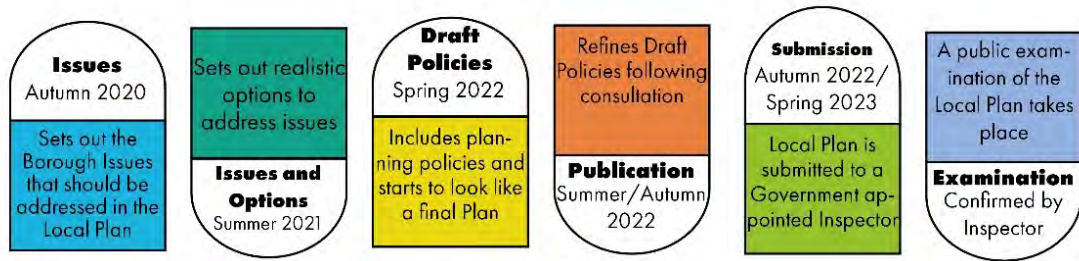 Issues
Autumn 2020
Sets out the
Borough Issues
that should be
addressed in the
Local Plan
Sets out realistic
options to
address issues
Issues and
Options
Summer 2021
Draft
Policies
Spring 2022
Includes plan-
ning policies and
starts to look like
a final Plan
Refines Draft
Policies following
consultation
Publication
Summer/Autumn
2022
Submission
Autumn 2022/
Spring 2023
Local Plan is
submitted to a
Government ap-
pointed Inspector
A public exam-
ination of the
Local Plan takes
place
Examination
Confirmed by
Inspector